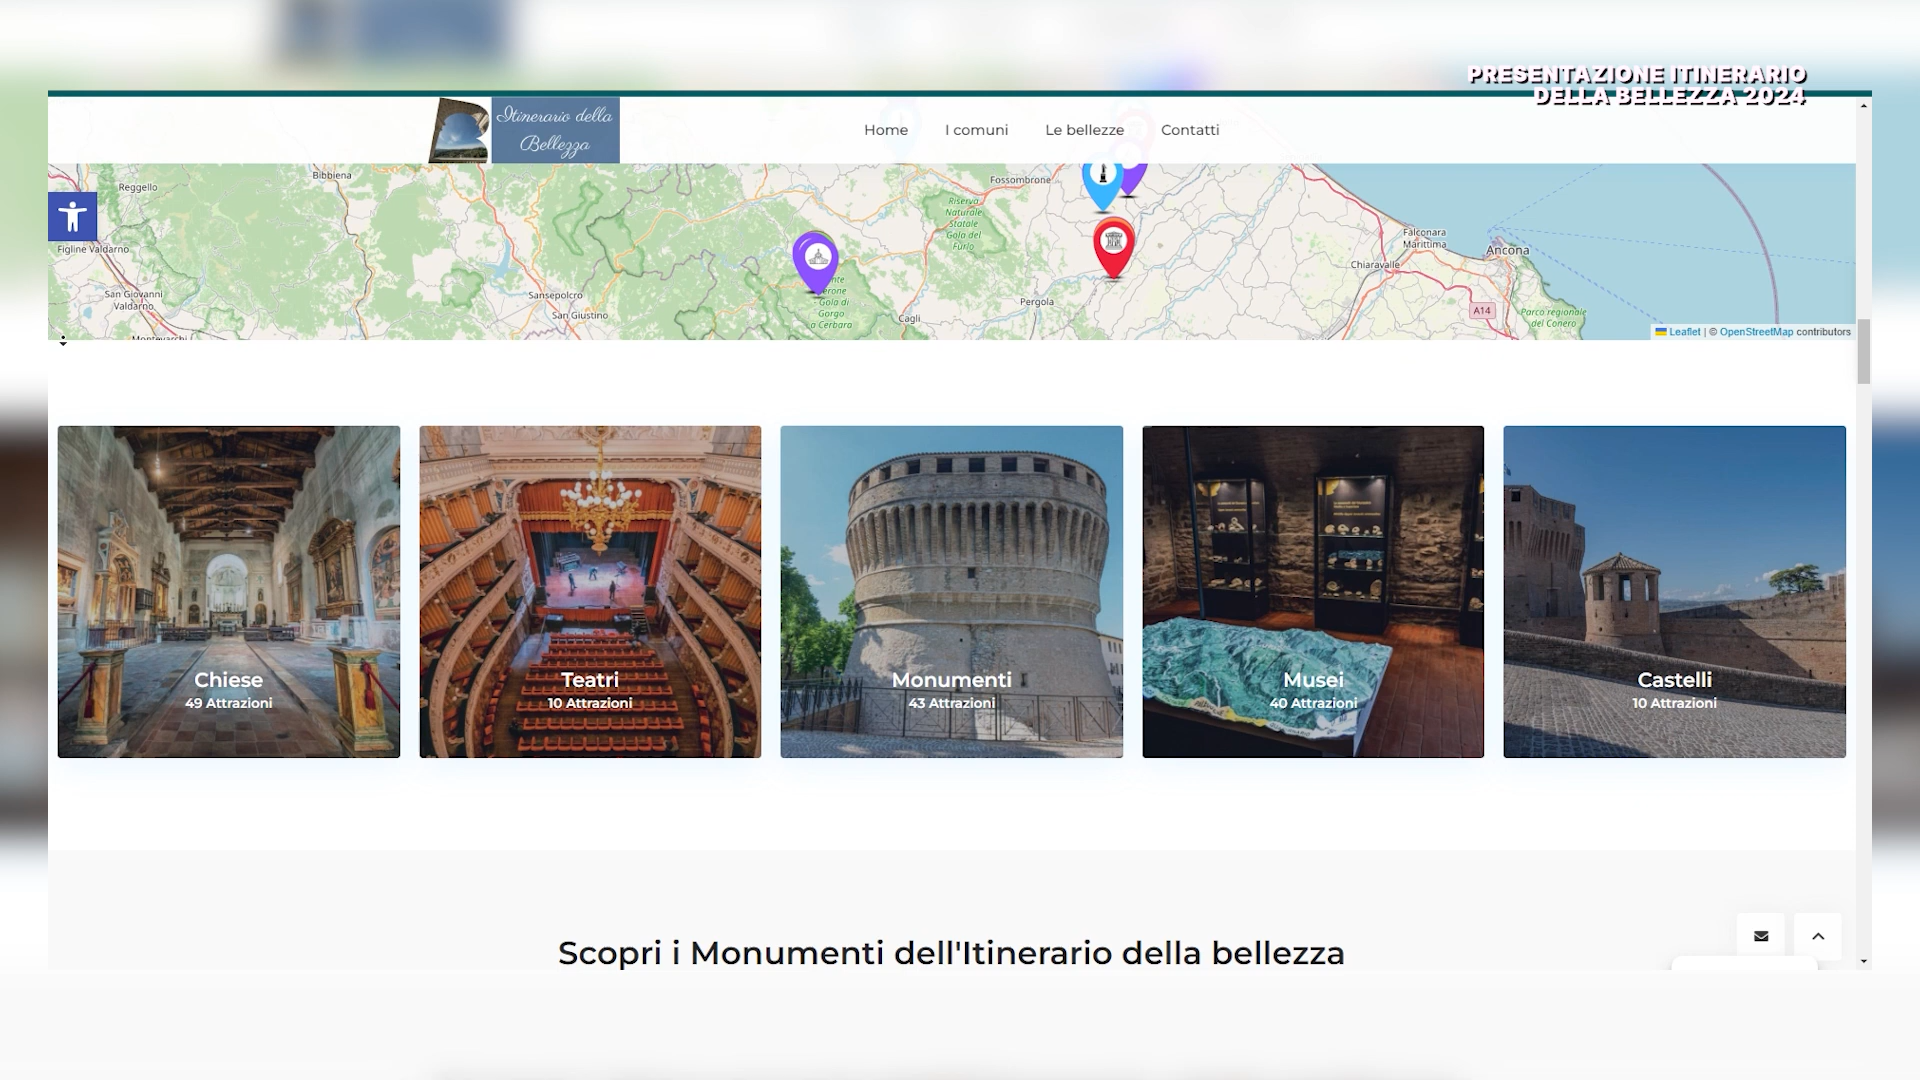 PRESENTAZIONE ITINERARIO
DELLA BELLEZZA 2024
Itinerario della
Bellezza
Home
I comuni
Le bellezze
Contatti
Reggello
Bibbiena
Fossombrone
Riserva
Naturale
Statale
Gola del
Furlo
Figline Valdarno
Falconara
Marittima
Ancona
Chiaravalle
San Giovanni
Valdarno
Sansepolcro
San Giustino
Gola di
Gorgo
a Cerbara
Cagli
Pergola
A14
Parco regionale
del Conero
Montevarchi
Leaflet | © OpenStreetMap contributors
Chiese
49 Attrazioni
Teatri
10 Attrazioni
Monumenti
43 Attrazioni
Musei
40 Attrazioni
Castelli
10 Attrazioni
Scopri i Monumenti dell'Itinerario della bellezza